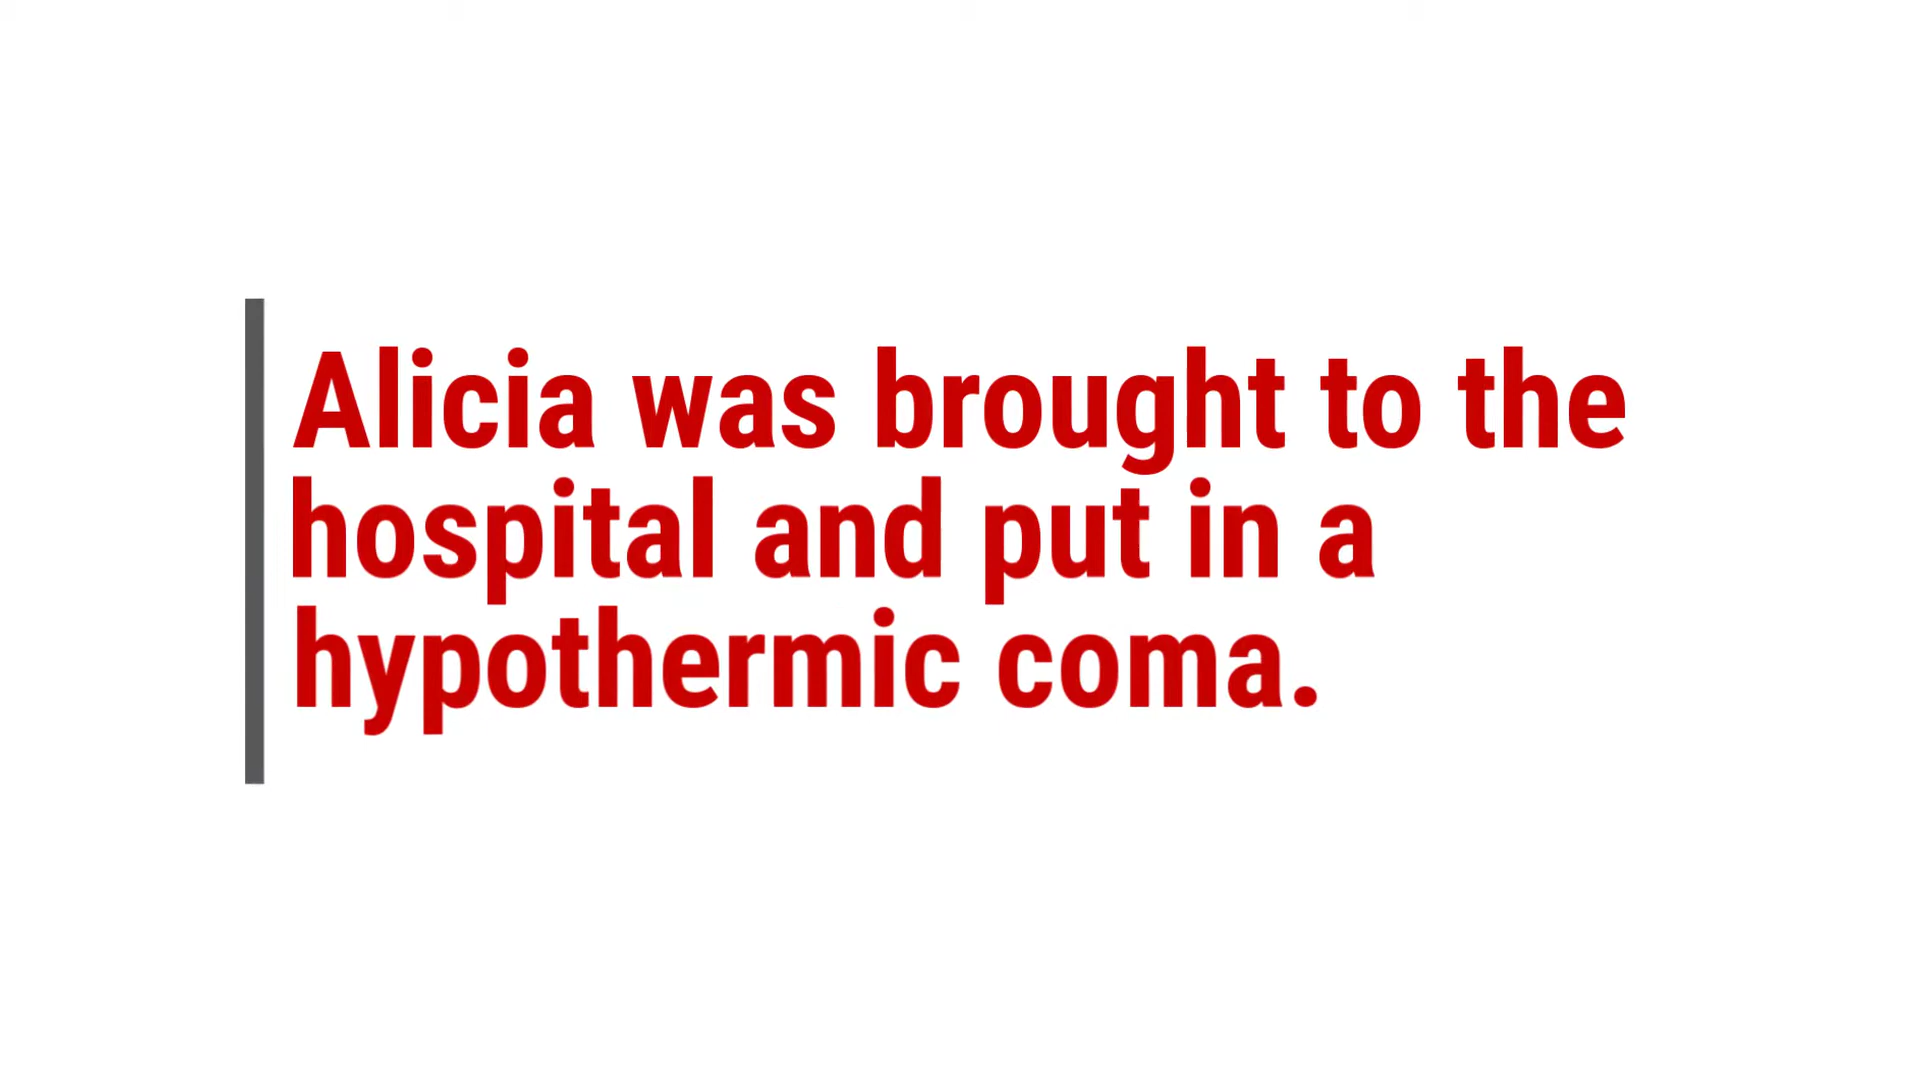 Alicia was brought to the
hospital and put in a
hypothermic coma.